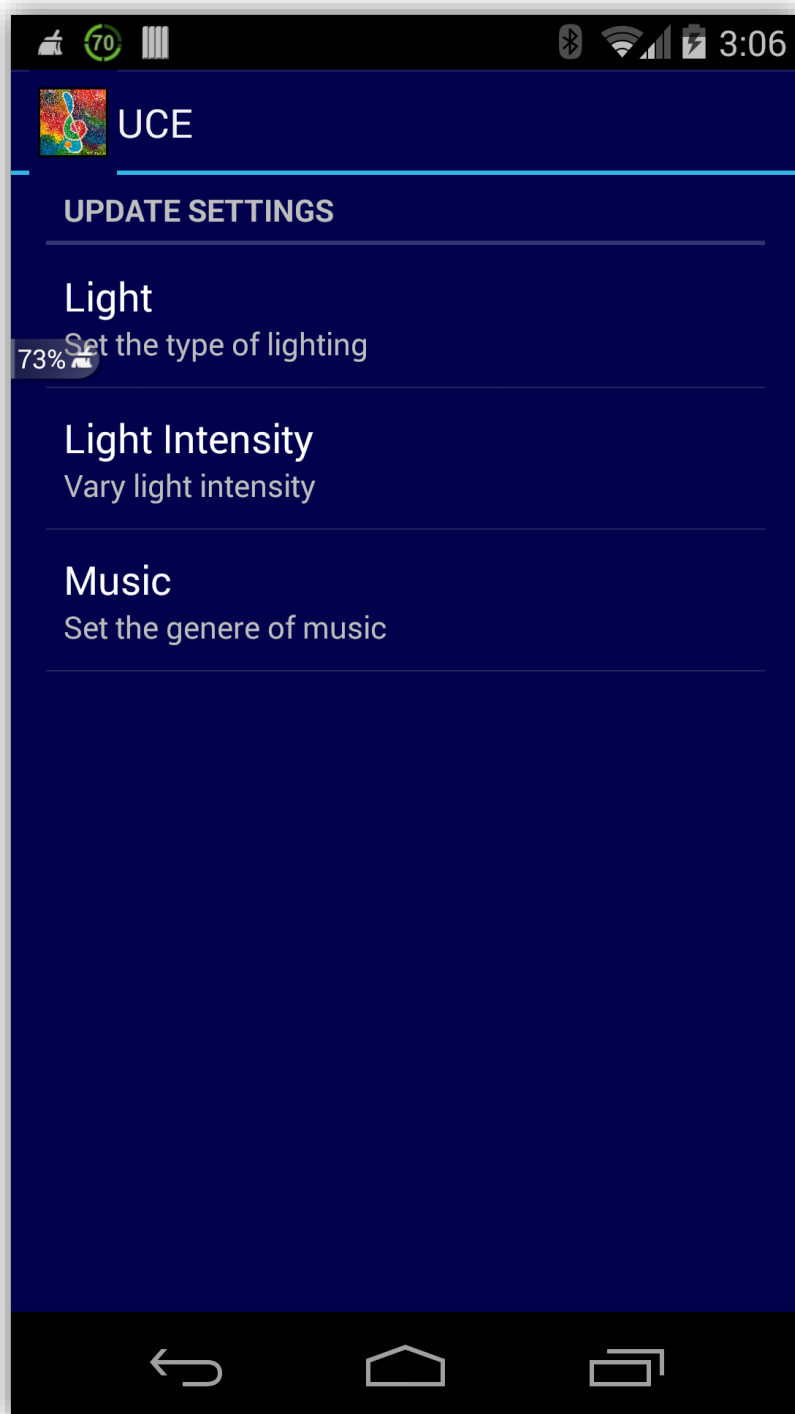 70
3:06
UCE
UPDATE SETTINGS
Light
Set the type of lighting
73%
Light Intensity
Vary light intensity
Music
Set the genere of music